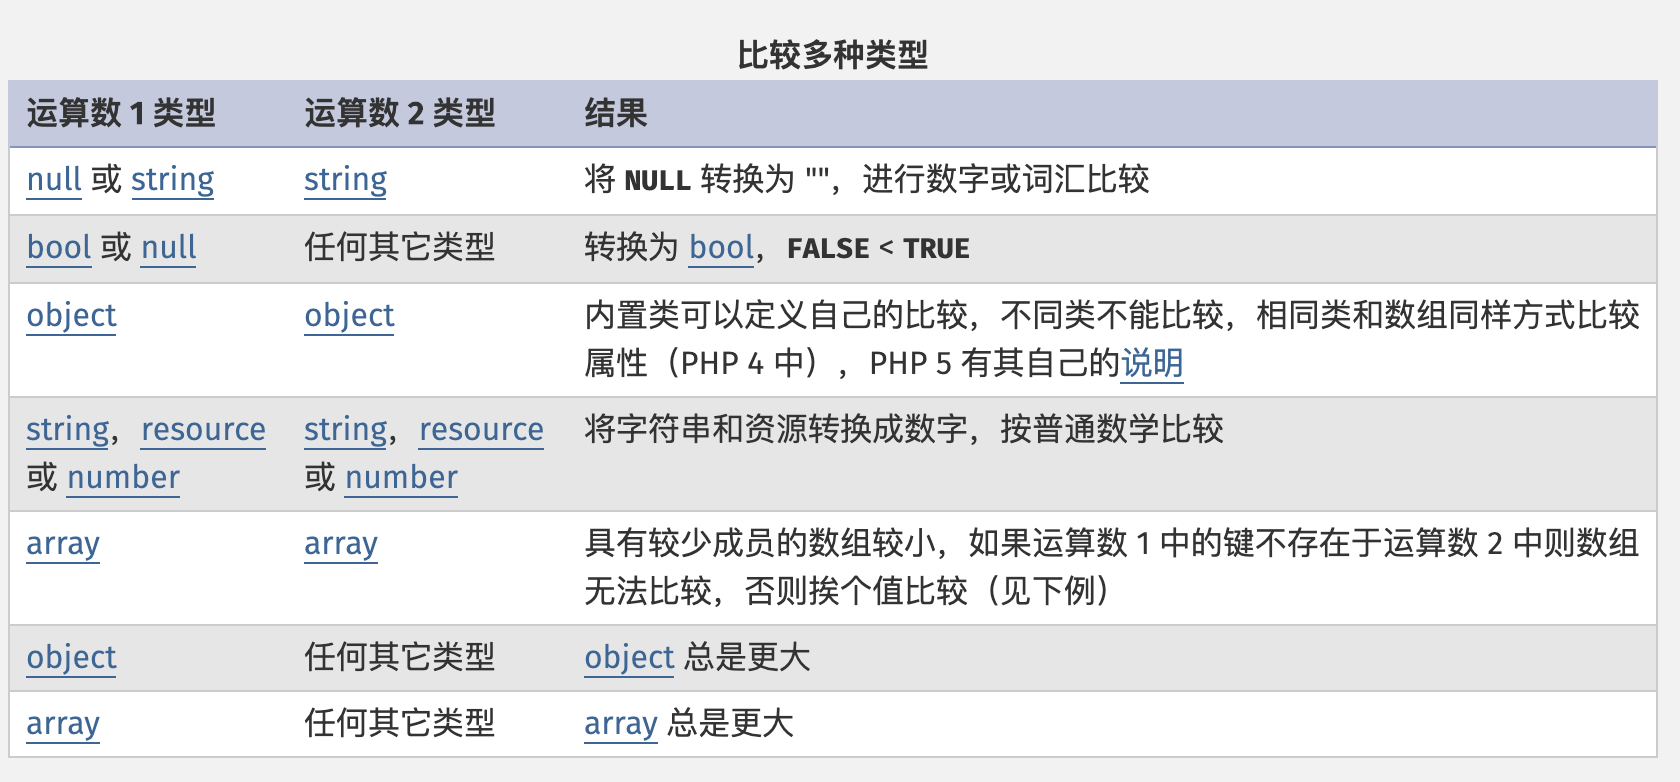 比较多种类型
运算数 1 类型 运算数 2 类型 结果
null 或 string string 将 NULL 转换为 ""，进行数字或词汇比较
bool 或 null 任何其它类型 转换为 bool，FALSE < TRUE
object object 内置类可以定义自己的比较，不同类不能比较，相同类和数组同样方式比较
属性（PHP 4 中），PHP 5 有其自己的说明
string，resource string，resource 将字符串和资源转换成数字，按普通数学比较
或 number 或 number
array array 具有较少成员的数组较小，如果运算数 1 中的键不存在于运算数 2 中则数组
无法比较，否则挨个值比较（见下例）
object 任何其它类型 object 总是更大
array 任何其它类型 array 总是更大